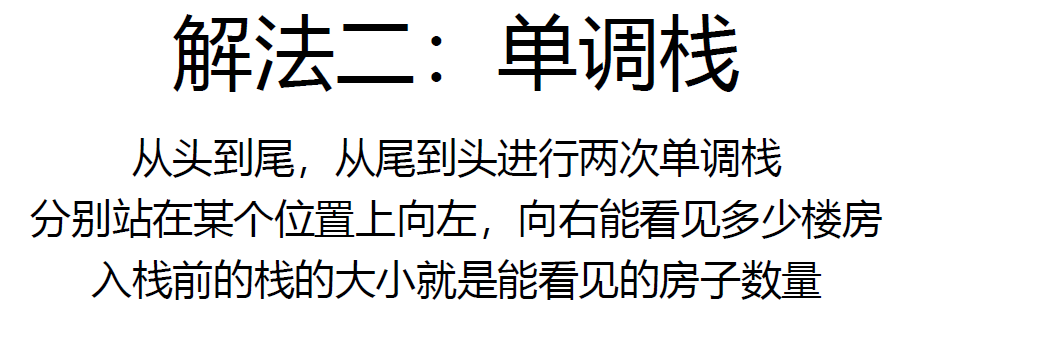 解法二：单调栈
从头到尾，从尾到头进行两次单调栈
分别站在某个位置上向左，向右能看见多少楼房
入栈前的栈的大小就是能看见的房子数量